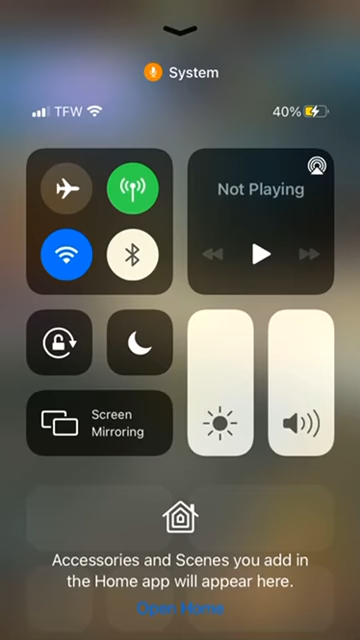 System
TFW
40%
Not Playing
Screen
Mirroring
Accessories and Scenes you add in
the Home app will appear here.
Open Home